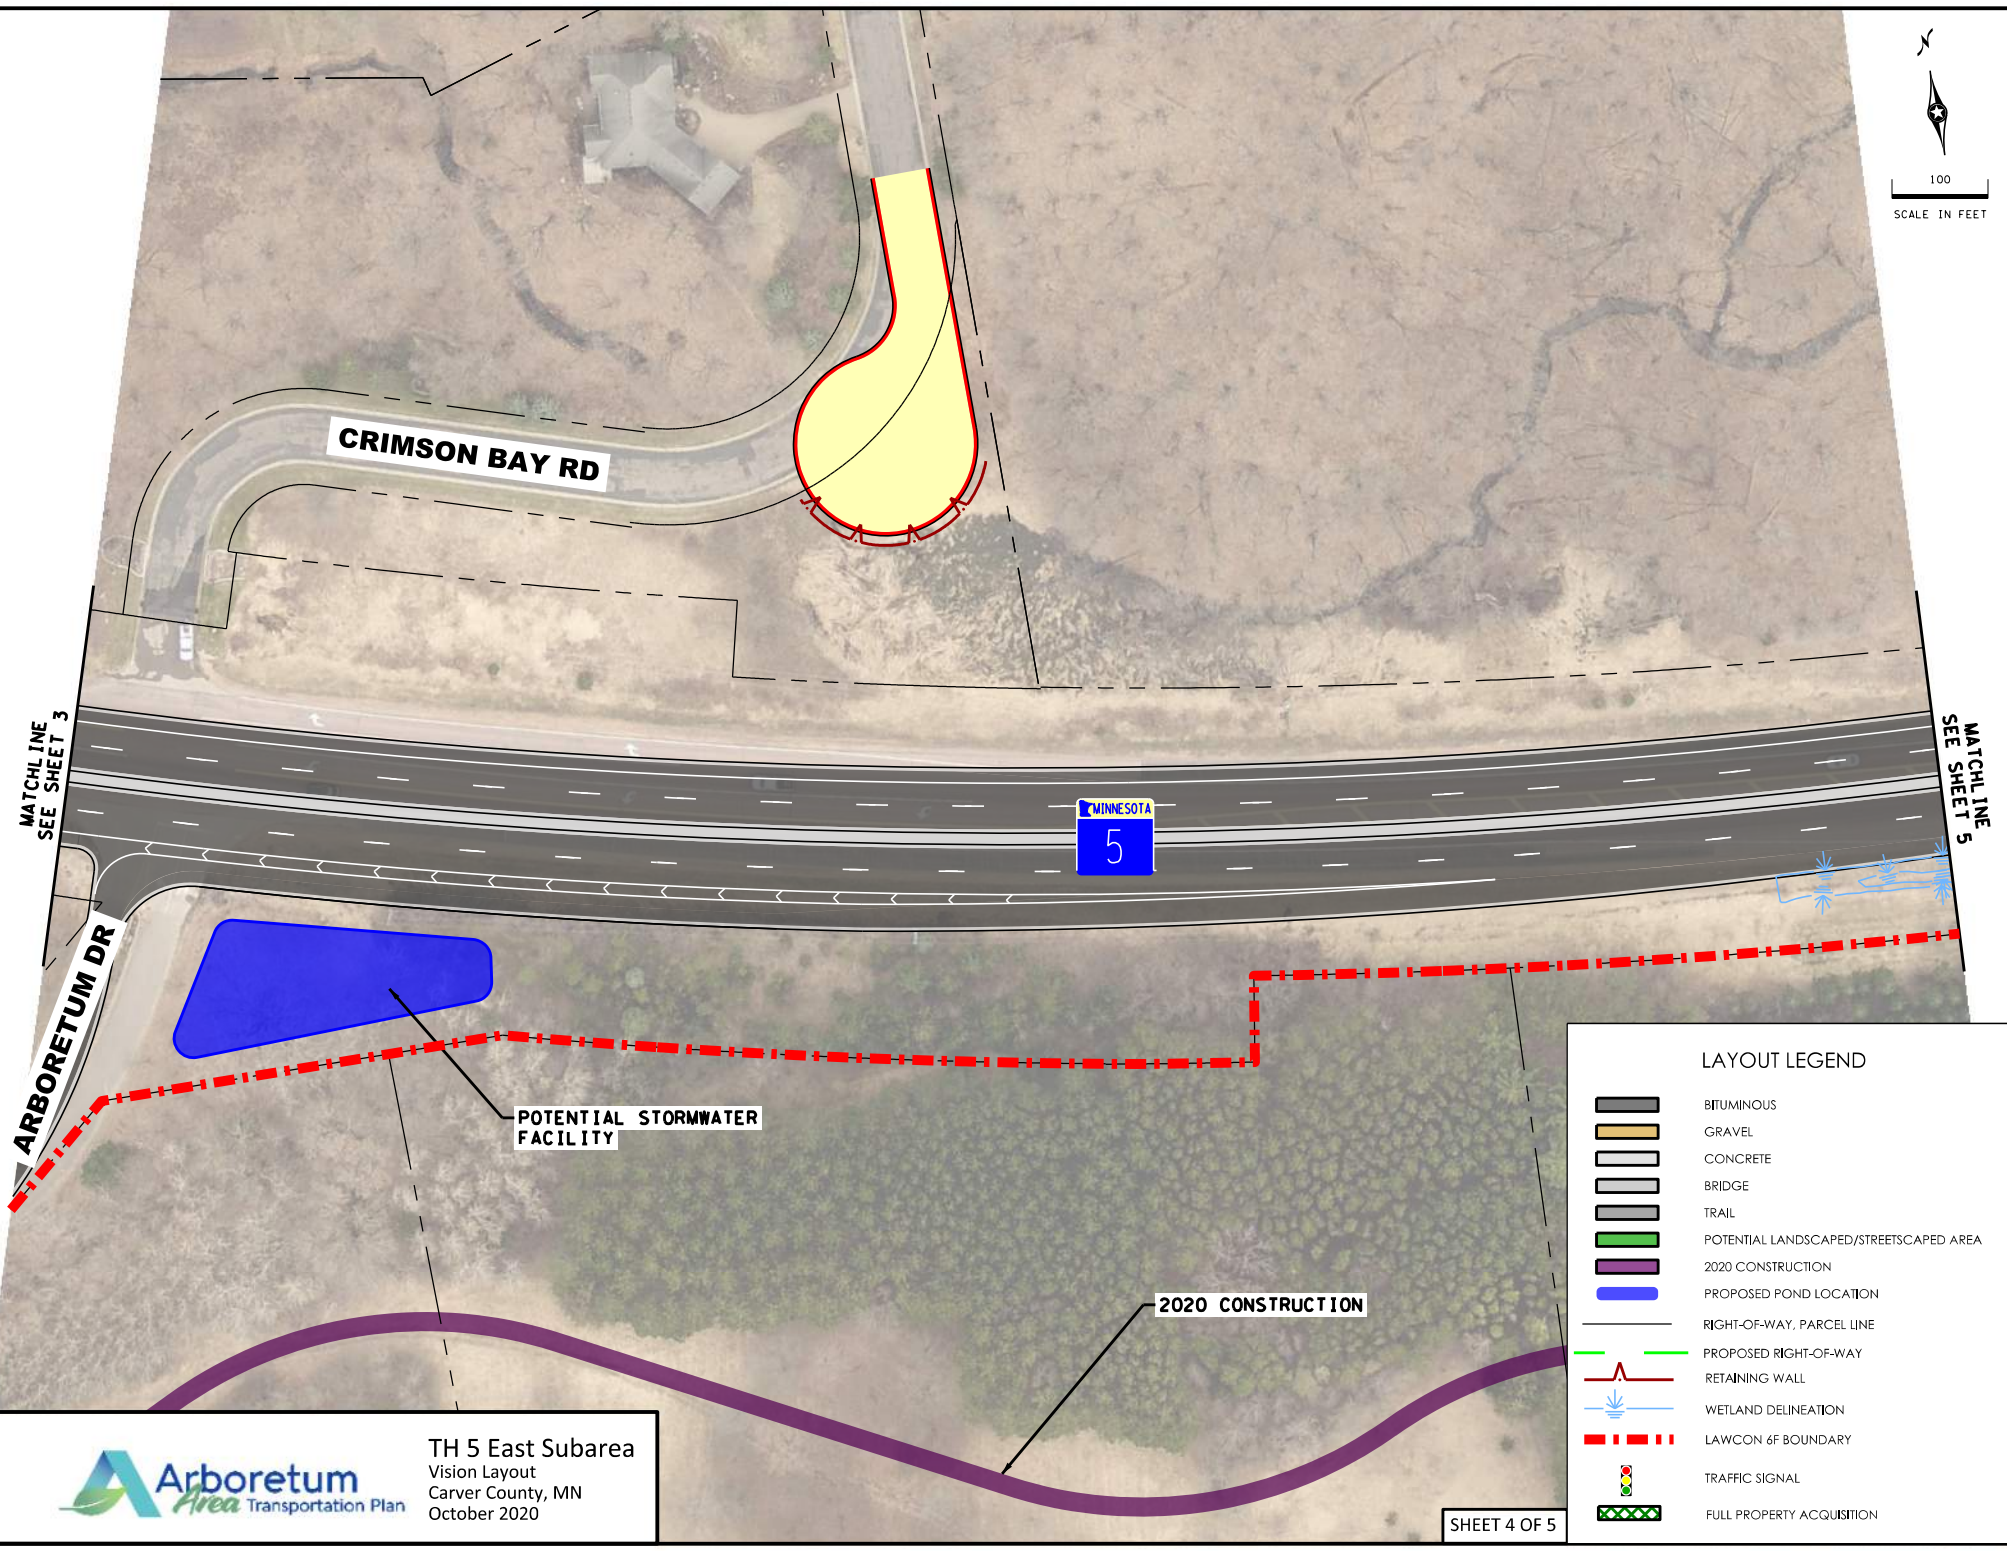 N
100
SCALE IN FEET
CRIMSON BAY RD
MATCHLINE
SEE SHEET 3
MATCHLINE
SEE SHEET 5
MINNESOTA
5
ARBORETUM DR
POTENTIAL STORMWATER
FACILITY
2020 CONSTRUCTION
LAYOUT LEGEND
BITUMINOUS
GRAVEL
CONCRETE
BRIDGE
TRAIL
POTENTIAL LANDSCAPED/STREETSCAPED AREA
2020 CONSTRUCTION
PROPOSED POND LOCATION
RIGHT-OF-WAY, PARCEL LINE
PROPOSED RIGHT-OF-WAY
RETAINING WALL
WETLAND DELINEATION
LAWCON 6F BOUNDARY
TRAFFIC SIGNAL
FULL PROPERTY ACQUISITION
Arboretum
Area Transportation Plan
TH 5 East Subarea
Vision Layout
Carver County, MN
October 2020
SHEET 4 OF 5